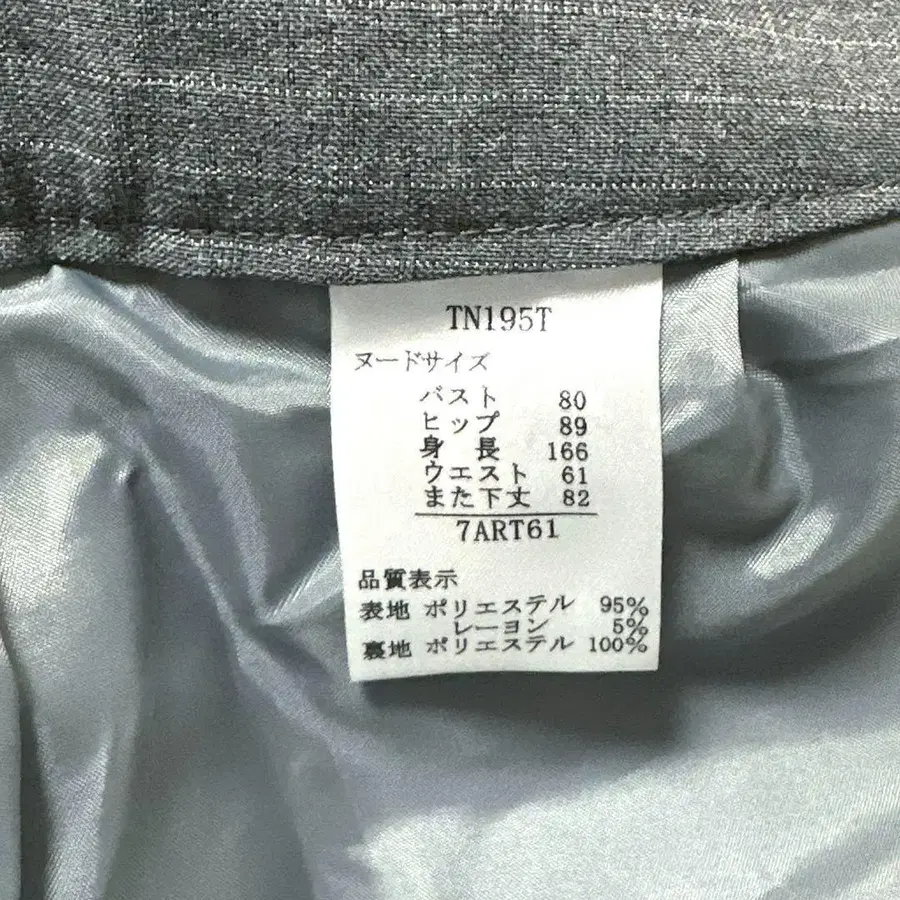 TN195T
ヌードサイズ
バスト 80
ヒップ 89
身長 166
ウエスト 61
また下丈 82
7ART61
品質表示
表地 ポリエステル 95%
レーヨン 5%
裏地 ポリエステル 100%